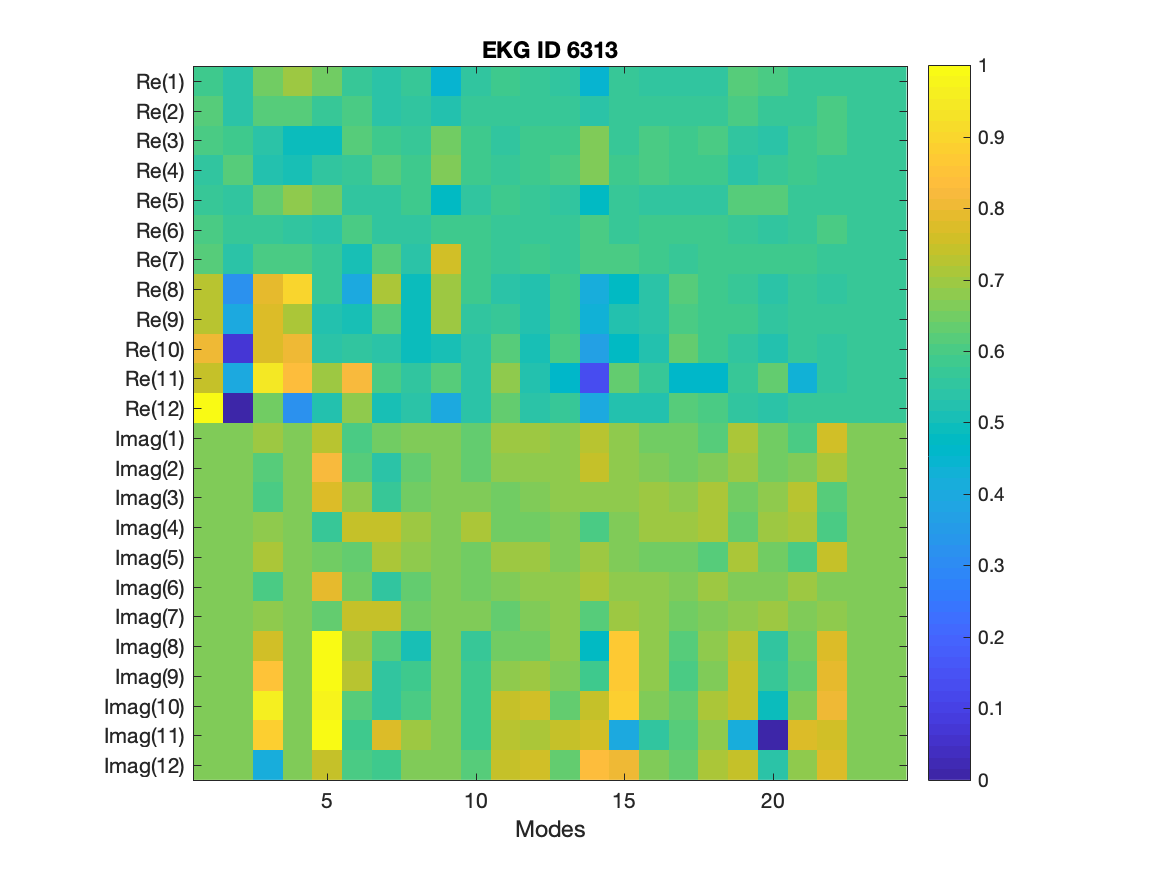 EKG ID 6313
Re(1)
Re(2)
Re(3)
Re(4)
Re(5)
Re(6)
Re(7)
Re(8)
Re(9)
Re(10)
Re(11)
Re(12)
Imag(1)
Imag(2)
Imag(3)
Imag(4)
Imag(5)
Imag(6)
Imag(7)
Imag(8)
Imag(9)
Imag(10)
Imag(11)
Imag(12)
5 10 15 20
Modes
1
0.9
0.8
0.7
0.6
0.5
0.4
0.3
0.2
0.1
0